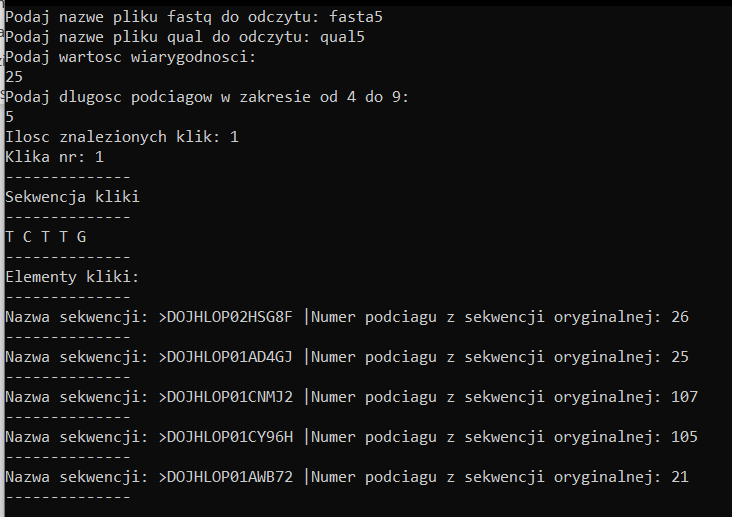 Podaj nazwe pliku fastq do odczytu: fasta5
Podaj nazwe pliku qual do odczytu: qual5
Podaj wartosc wiarygodnosci:
25
Podaj dlugosc podciagow w zakresie od 4 do 9:
5
Ilosc znalezionych klik: 1
Klika nr: 1
--------------
Sekwencja kliki
--------------
T C T T G
--------------
Elementy kliki:
--------------
Nazwa sekwencji: >DOJHLOP02HSG8F |Numer podciagu z sekwencji oryginalnej: 26
--------------
Nazwa sekwencji: >DOJHLOP01AD4GJ |Numer podciagu z sekwencji oryginalnej: 25
--------------
Nazwa sekwencji: >DOJHLOP01CNMJ2 |Numer podciagu z sekwencji oryginalnej: 107
--------------
Nazwa sekwencji: >DOJHLOP01CY96H |Numer podciagu z sekwencji oryginalnej: 105
--------------
Nazwa sekwencji: >DOJHLOP01AWB72 |Numer podciagu z sekwencji oryginalnej: 21
--------------